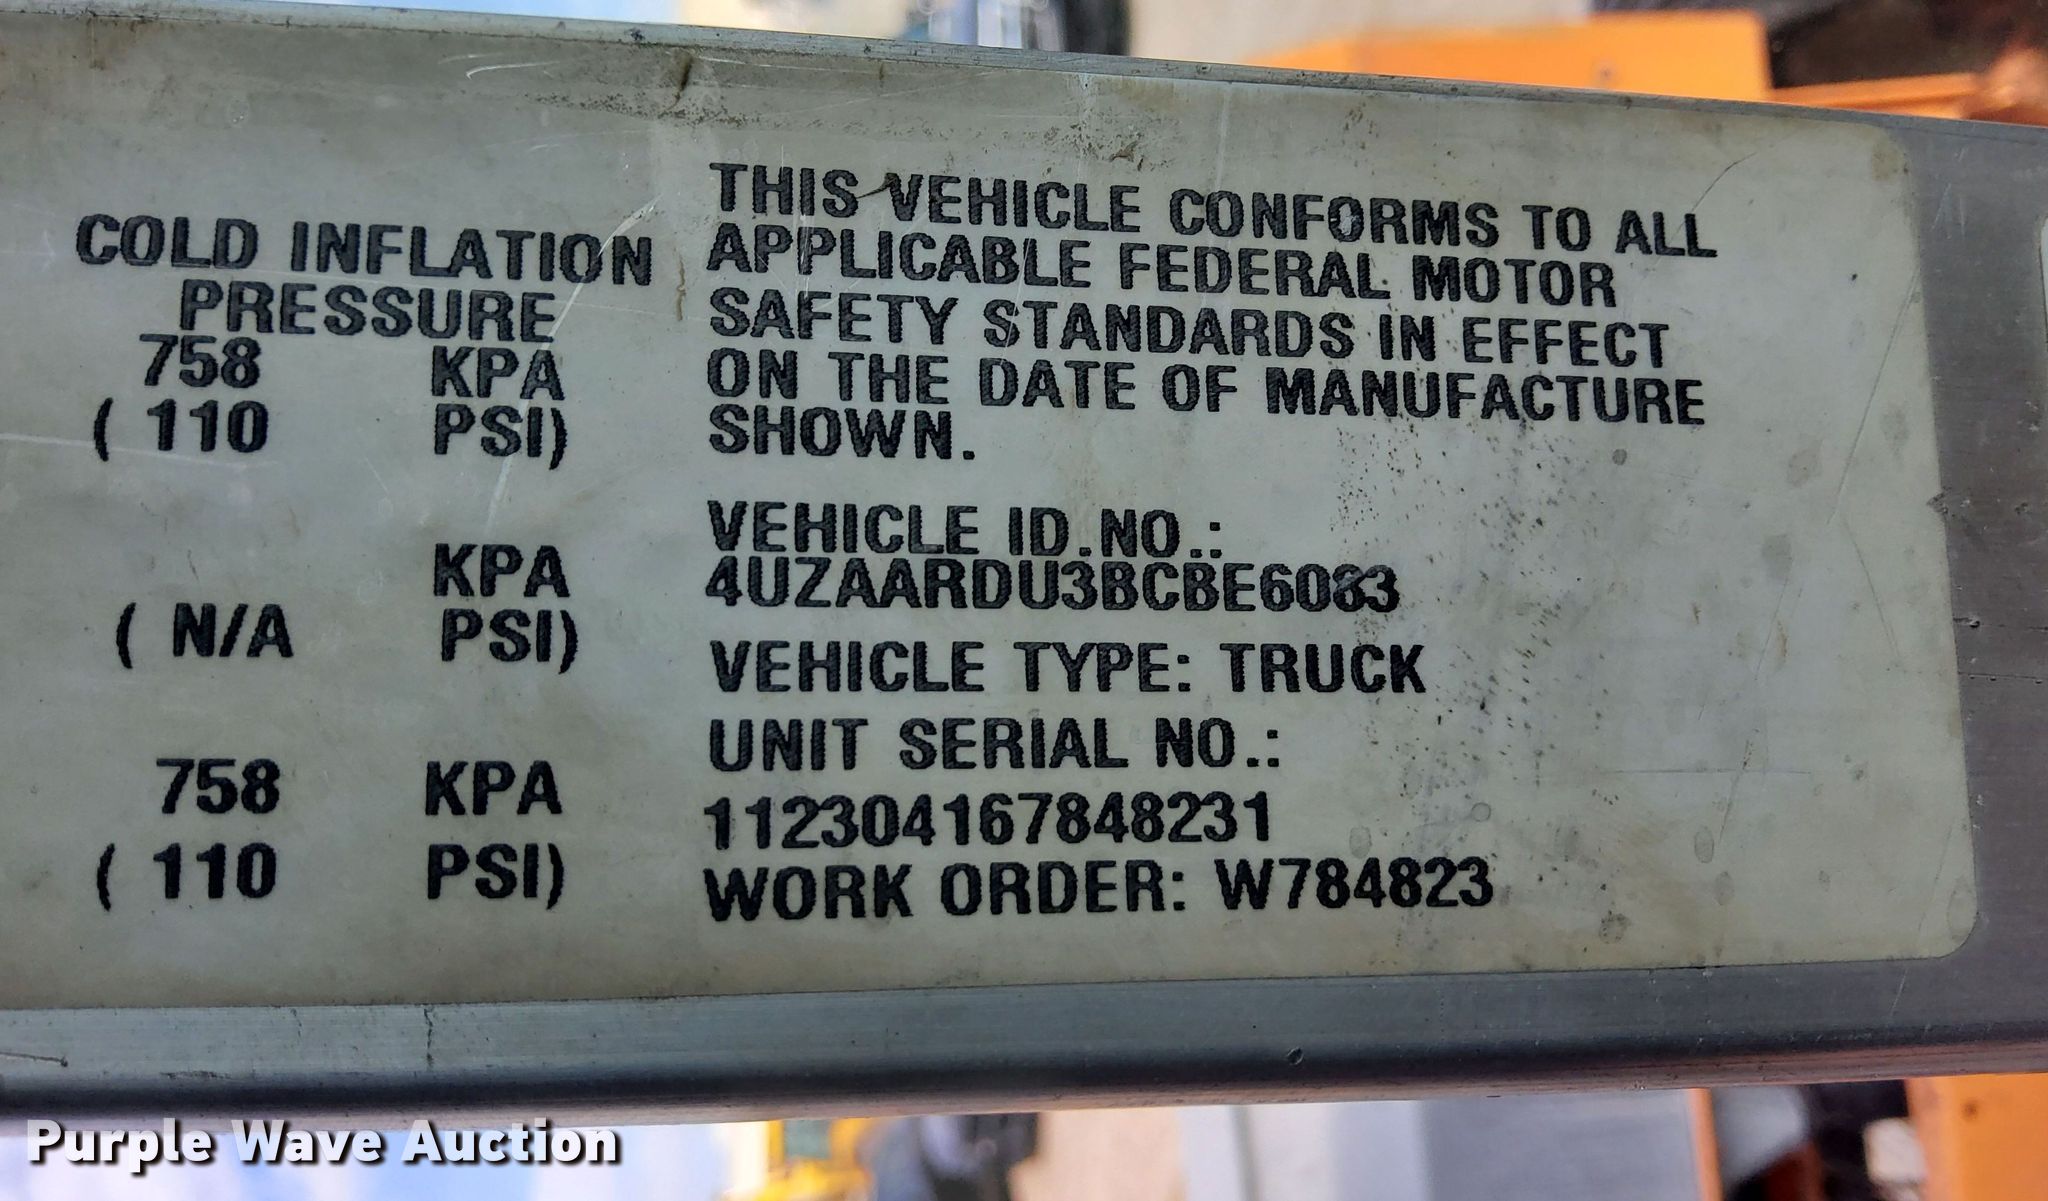 COLD INFLATION
PRESSURE
758 KPA
( 110 PSI)
KPA
( N/A PSI)
758 KPA
( 110 PSI)
THIS VEHICLE CONFORMS TO ALL
APPLICABLE FEDERAL MOTOR
SAFETY STANDARDS IN EFFECT
ON THE DATE OF MANUFACTURE
SHOWN.
VEHICLE ID.NO.:
4UZAARDU3BCBE6083
VEHICLE TYPE: TRUCK
UNIT SERIAL NO.:
112304167848231
WORK ORDER: W784823
Purple Wave Auction